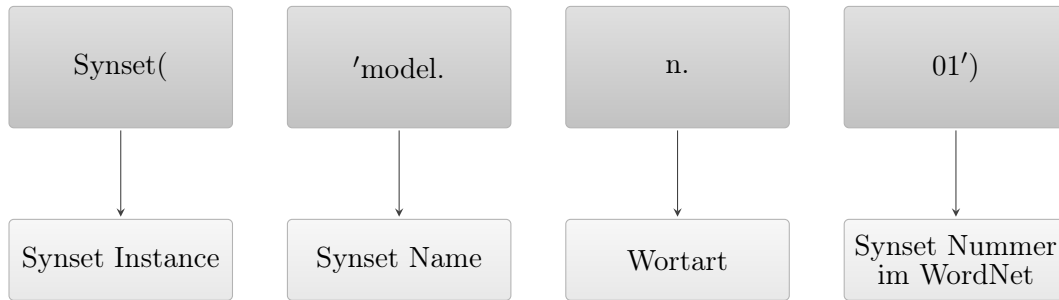 Synset(
'model.
n.
01')
Synset Instance
Synset Name
Wortart
Synset Nummer
im WordNet